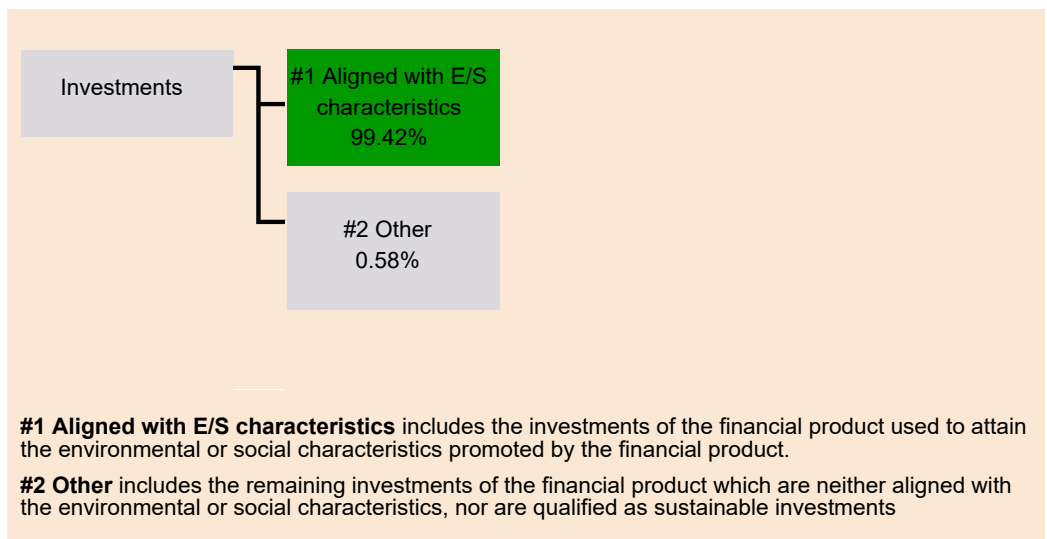 Investments
#1 Aligned with E/S
characteristics
99.42%
#2 Other
0.58%
#1 Aligned with E/S characteristics includes the investments of the financial product used to attain
the environmental or social characteristics promoted by the financial product.
#2 Other includes the remaining investments of the financial product which are neither aligned with
the environmental or social characteristics, nor are qualified as sustainable investments